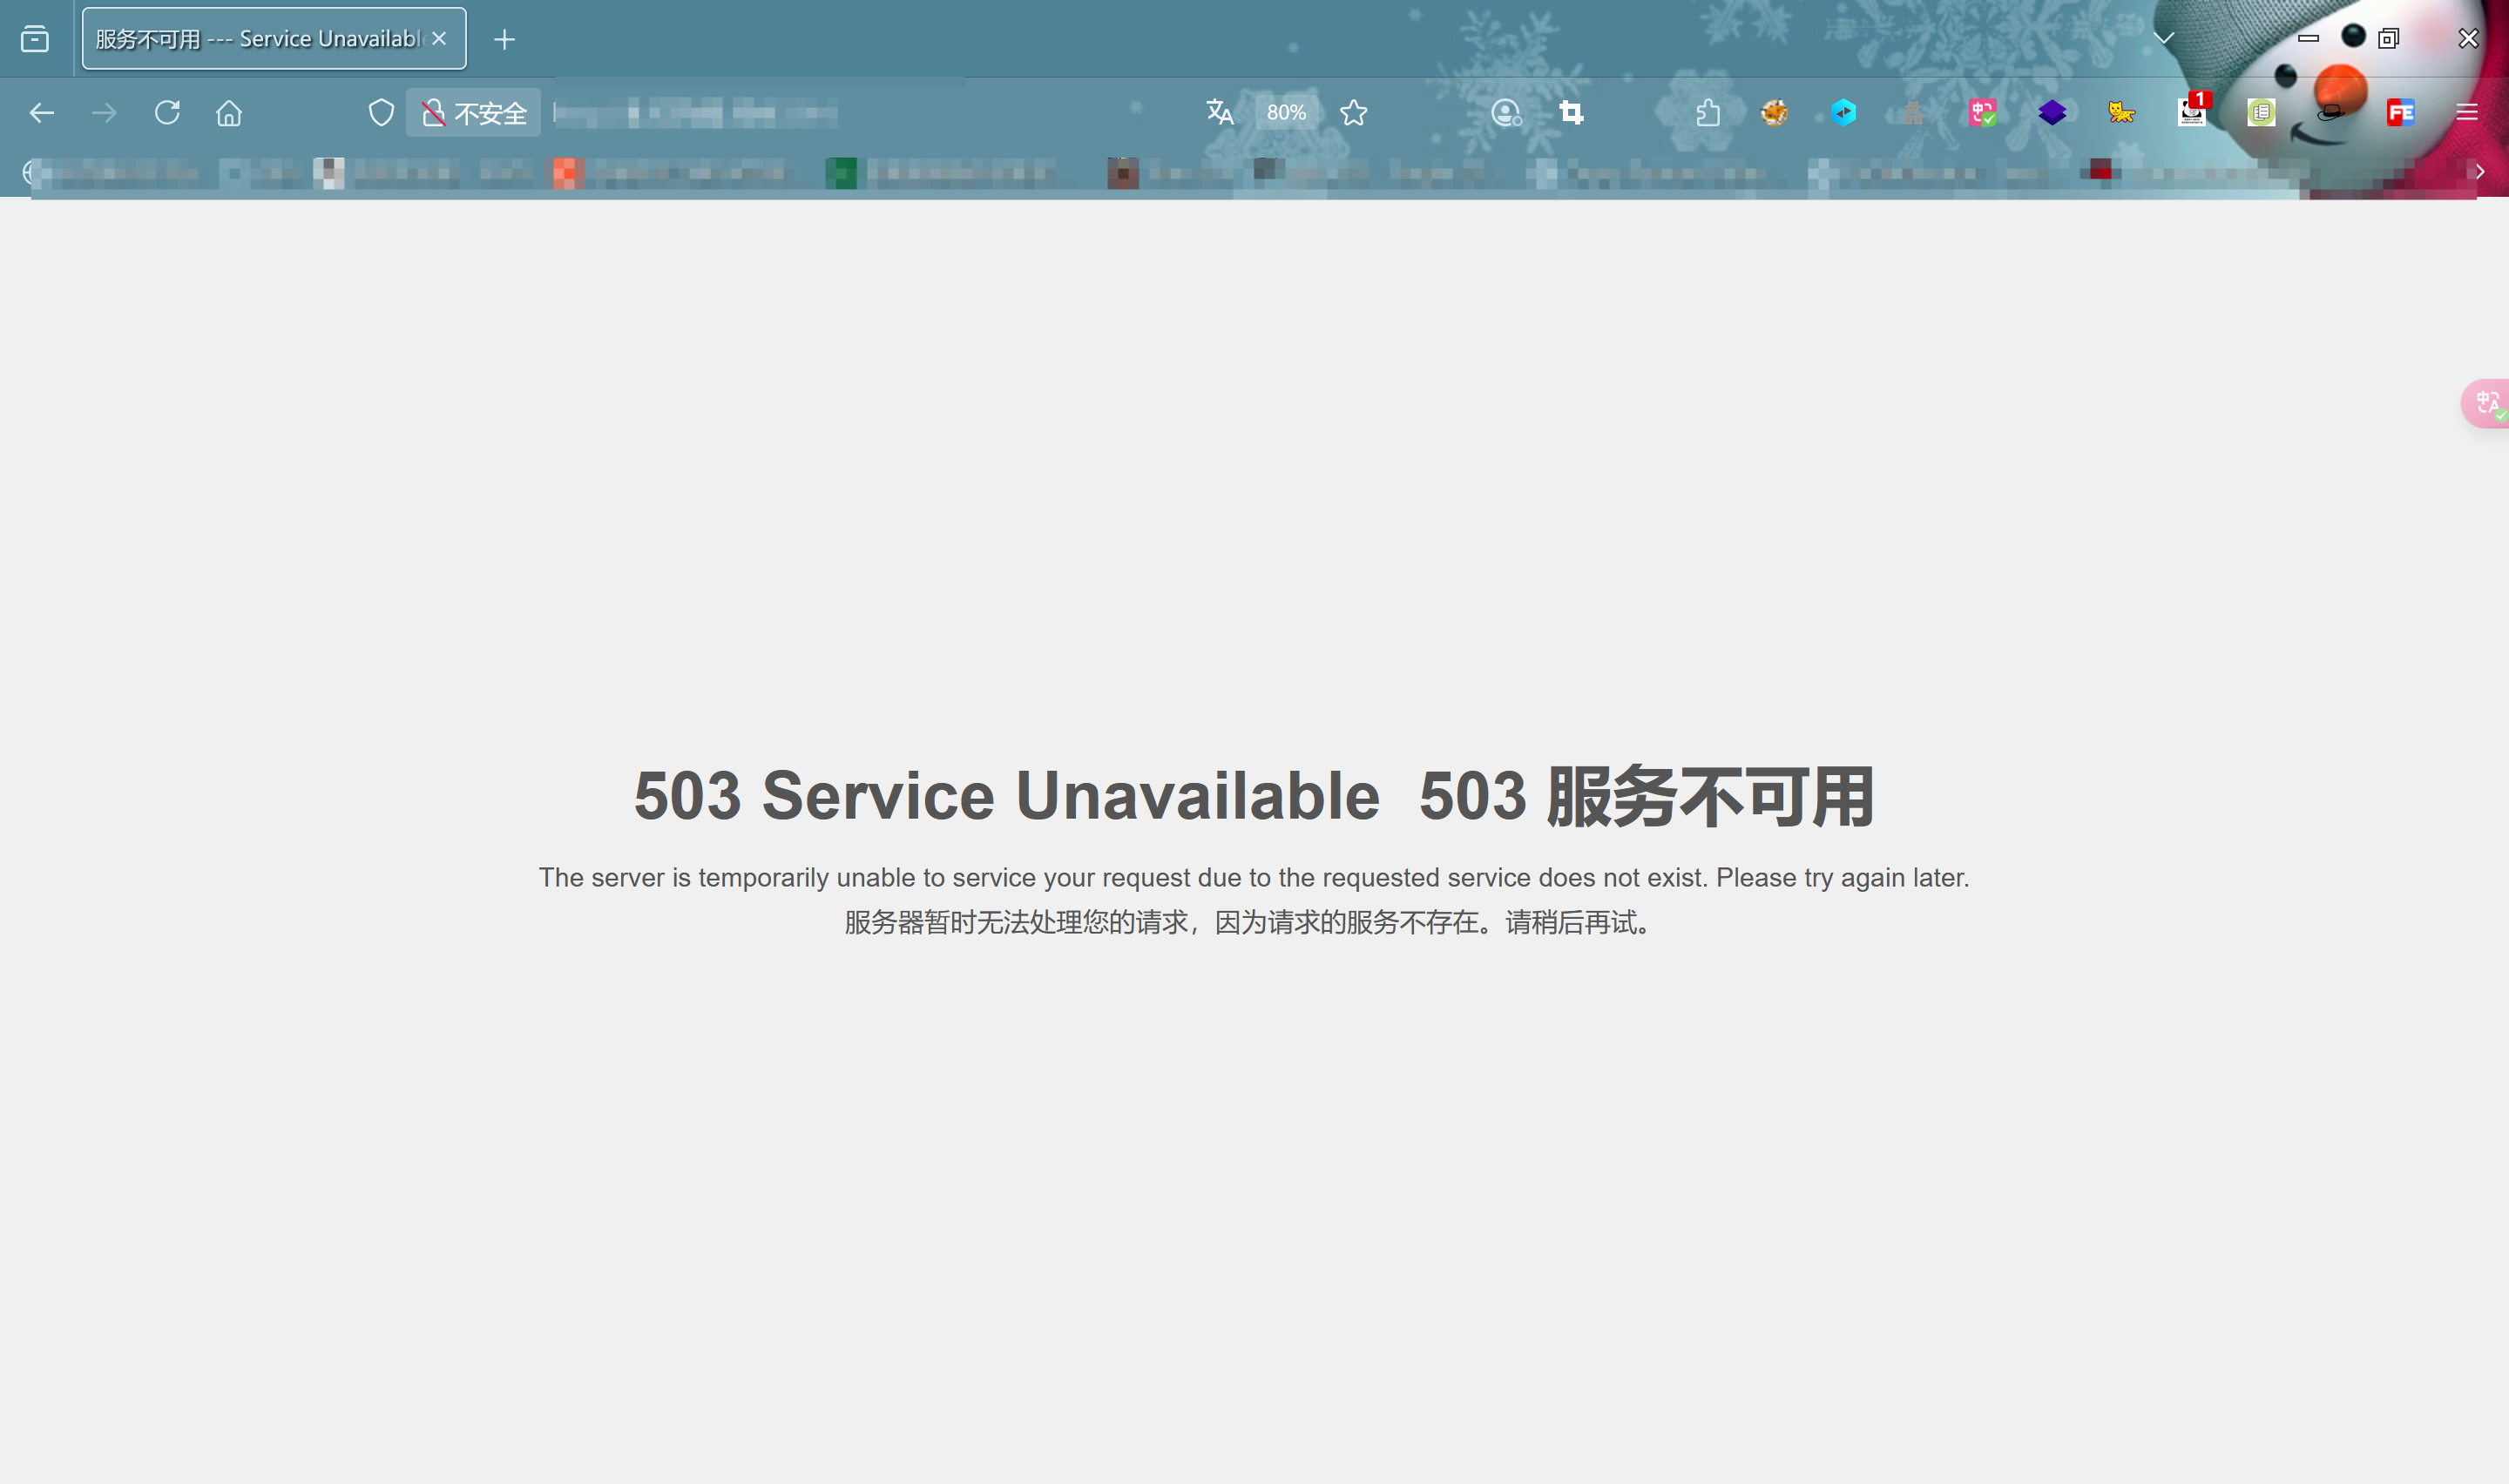 服务不可用 --- Service Unavailabl
不安全
80%
1
503 Service Unavailable 503 服务不可用
The server is temporarily unable to service your request due to the requested service does not exist. Please try again later.
服务器暂时无法处理您的请求，因为请求的服务不存在。请稍后再试。